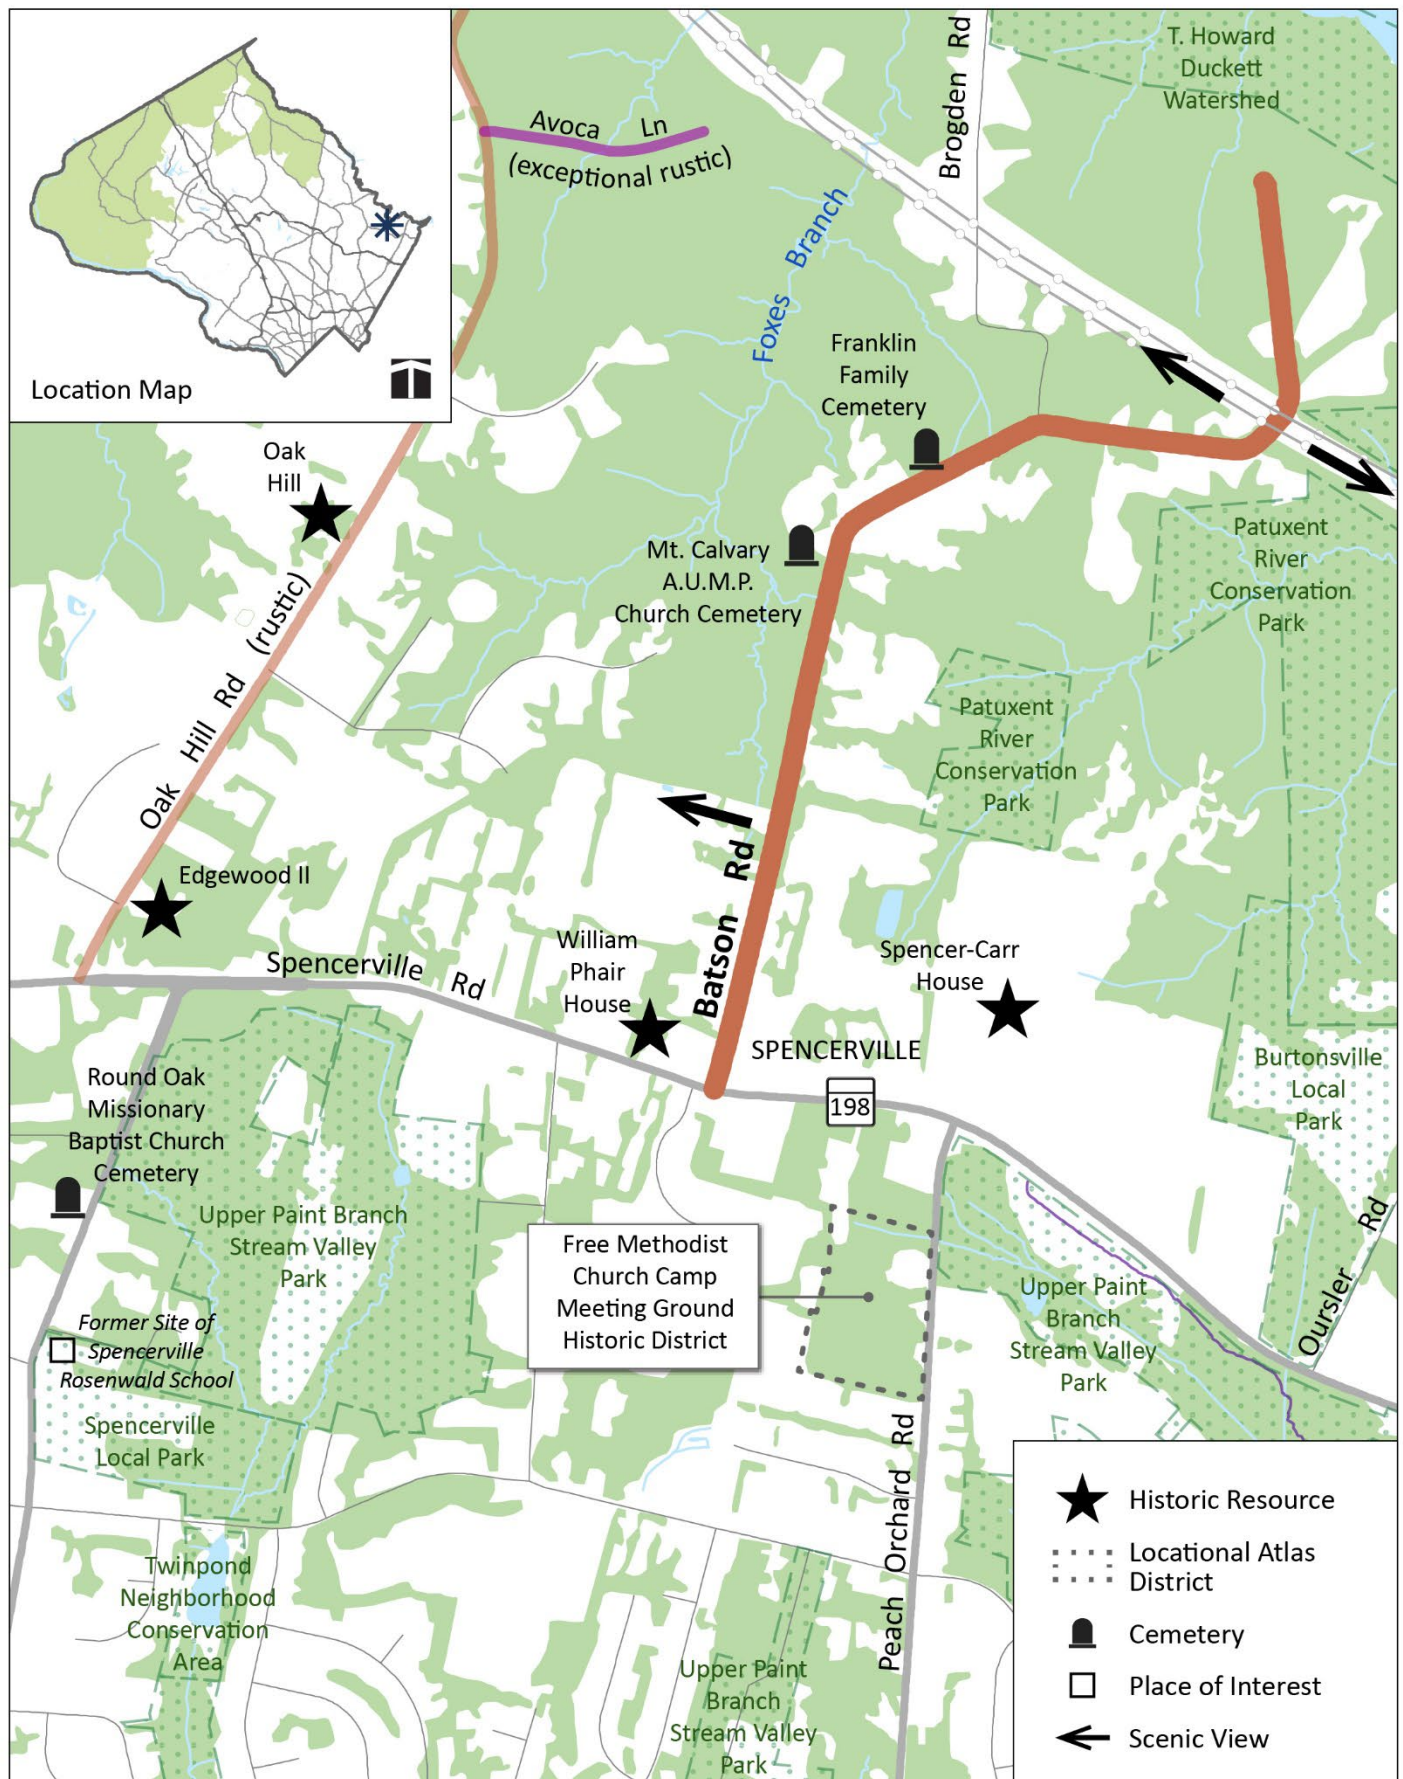 Location Map
Avoca Ln
(exceptional rustic)
Brogden Rd
T. Howard
Duckett
Watershed
Foxes Branch
Franklin
Family
Cemetery
Oak
Hill
Mt. Calvary
A.U.M.P.
Church Cemetery
Patuxent
River
Conservation
Park
Oak Hill Rd (rustic)
Patuxent
River
Conservation
Park
Edgewood II
Batson Rd
Spencerville Rd
William
Phair
House
Spencer-Carr
House
SPENCERVILLE
198
Burtonsville
Local
Park
Round Oak
Missionary
Baptist Church
Cemetery
Upper Paint Branch
Stream Valley
Park
Free Methodist
Church Camp
Meeting Ground
Historic District
Upper Paint
Branch
Stream Valley
Park
Oursler Rd
Former Site of
Spencerville
Rosenwald School
Spencerville
Local Park
Peach Orchard Rd
Twinpond
Neighborhood
Conservation
Area
Upper Paint
Branch
Stream Valley
Park
Historic Resource
Locational Atlas
District
Cemetery
Place of Interest
Scenic View